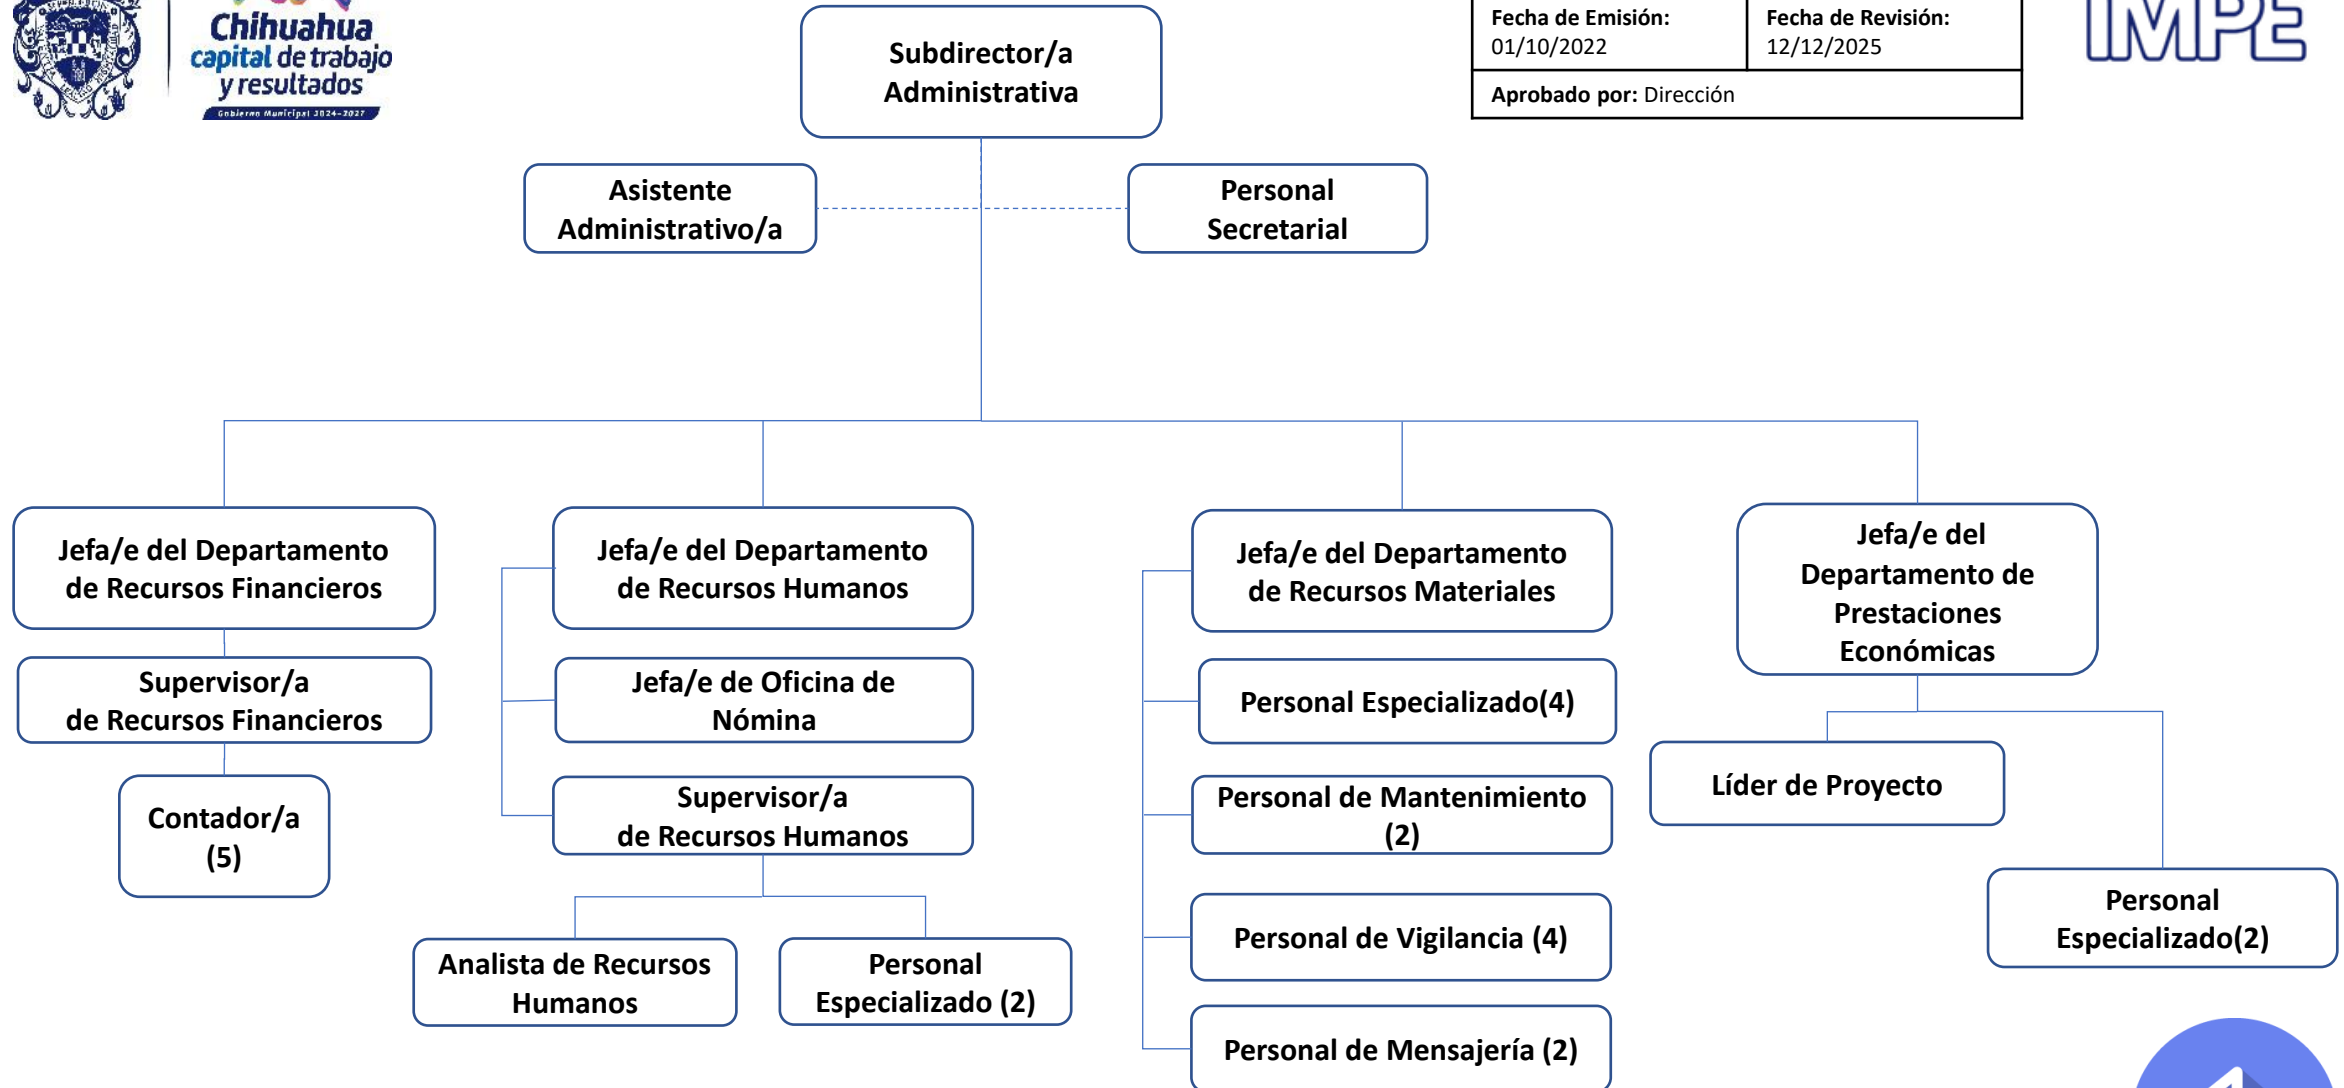 Chihuahua
capital de trabajo
y resultados
Gobierno Municipal 2024-2027
Subdirector/a
Administrativa
Fecha de Emisión:
01/10/2022
Fecha de Revisión:
12/12/2025
Aprobado por: Dirección
IMPE
Asistente
Administrativo/a
Personal
Secretarial
Jefa/e del Departamento
de Recursos Financieros
Jefa/e del Departamento
de Recursos Humanos
Jefa/e del Departamento
de Recursos Materiales
Jefa/e del
Departamento de
Prestaciones
Económicas
Supervisor/a
de Recursos Financieros
Jefa/e de Oficina de
Nómina
Personal Especializado(4)
Líder de Proyecto
Contador/a
(5)
Supervisor/a
de Recursos Humanos
Personal de Mantenimiento
(2)
Personal
Especializado(2)
Analista de Recursos
Humanos
Personal
Especializado (2)
Personal de Vigilancia (4)
Personal de Mensajería (2)